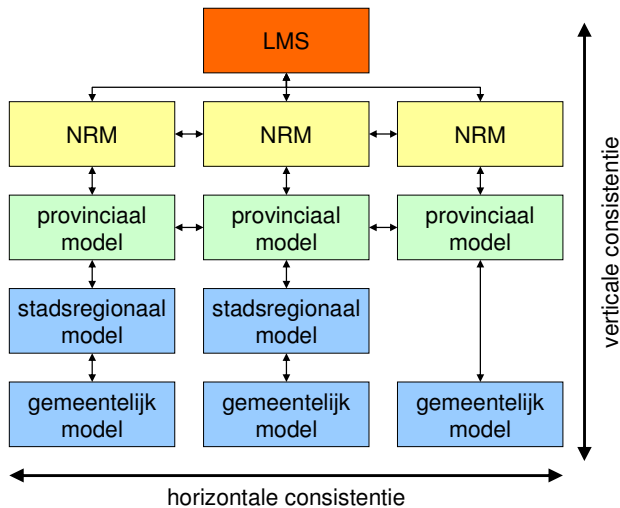 LMS
NRM
NRM
NRM
provinciaal
model
provinciaal
model
provinciaal
model
stadsregionaal
model
stadsregionaal
model
gemeentelijk
model
gemeentelijk
model
gemeentelijk
model
horizontale consistentie
verticale consistentie